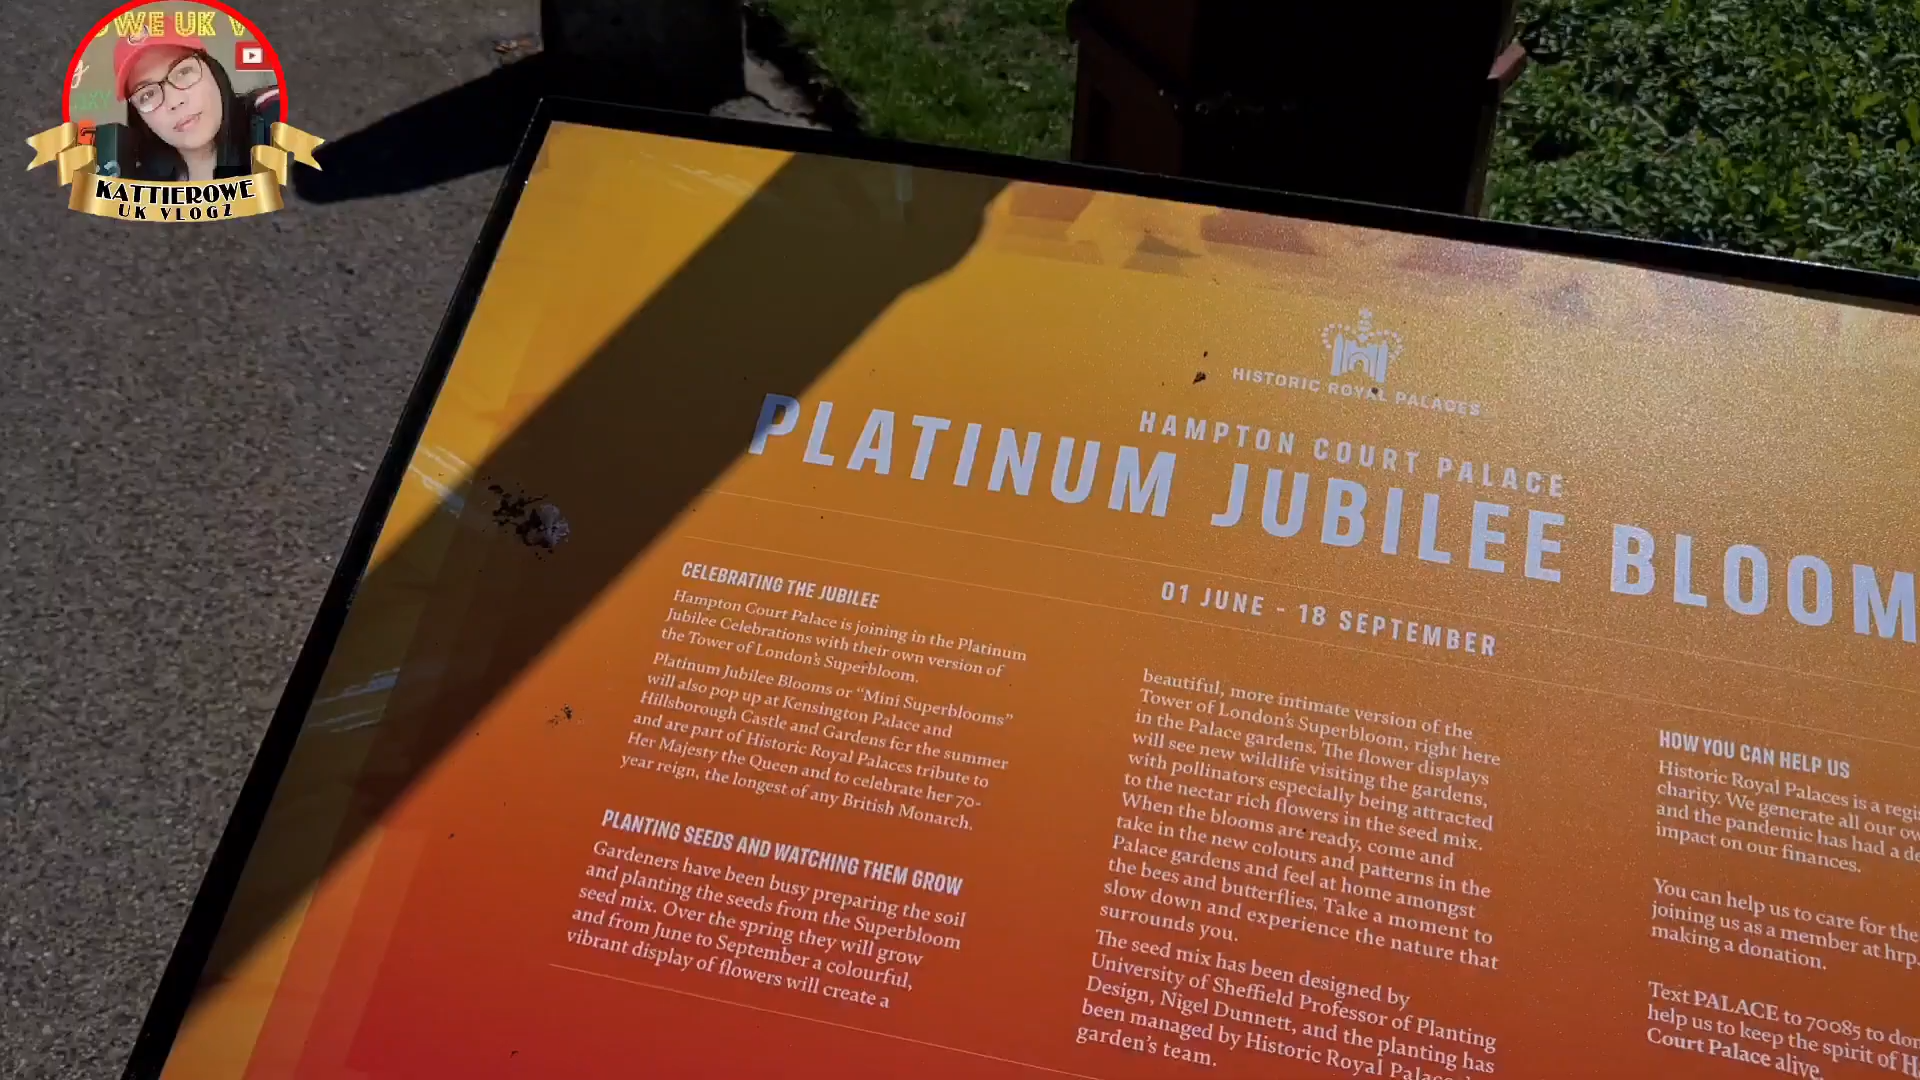 WE UK V
KATTIEROWE
UK VLOGZ
HISTORIC ROYAL PALACES
HAMPTON COURT PALACE
PLATINUM JUBILEE BLOOM
01 JUNE - 18 SEPTEMBER
CELEBRATING THE JUBILEE
Hampton Court Palace is joining in the Platinum
Jubilee Celebrations with their own version of
the Tower of London's Superbloom.
Platinum Jubilee Blooms or “Mini Superblooms”
will also pop up at Kensington Palace and
Hillsborough Castle and Gardens for the summer
and are part of Historic Royal Palaces tribute to
Her Majesty the Queen and to celebrate her 70-
year reign, the longest of any British Monarch.
PLANTING SEEDS AND WATCHING THEM GROW
Gardeners have been busy preparing the soil
and planting the seeds from the Superbloom
seed mix. Over the spring they will grow
and from June to September a colourful,
vibrant display of flowers will create a
beautiful, more intimate version of the
Tower of London's Superbloom, right here
in the Palace gardens. The flower displays
will see new wildlife visiting the gardens,
with pollinators especially being attracted
to the nectar rich flowers in the seed mix.
When the blooms are ready, come and
take in the new colours and patterns in the
Palace gardens and feel at home amongst
the bees and butterflies. Take a moment to
slow down and experience the nature that
surrounds you.
The seed mix has been designed by
University of Sheffield Professor of Planting
Design, Nigel Dunnett, and the planting has
been managed by Historic Royal Palaces
garden's team.
HOW YOU CAN HELP US
Historic Royal Palaces is a regi
charity. We generate all our ow
and the pandemic has had a de
impact on our finances.
You can help us to care for the
joining us as a member at hrp.
making a donation.
Text PALACE to 70085 to don
help us to keep the spirit of H
Court Palace alive.